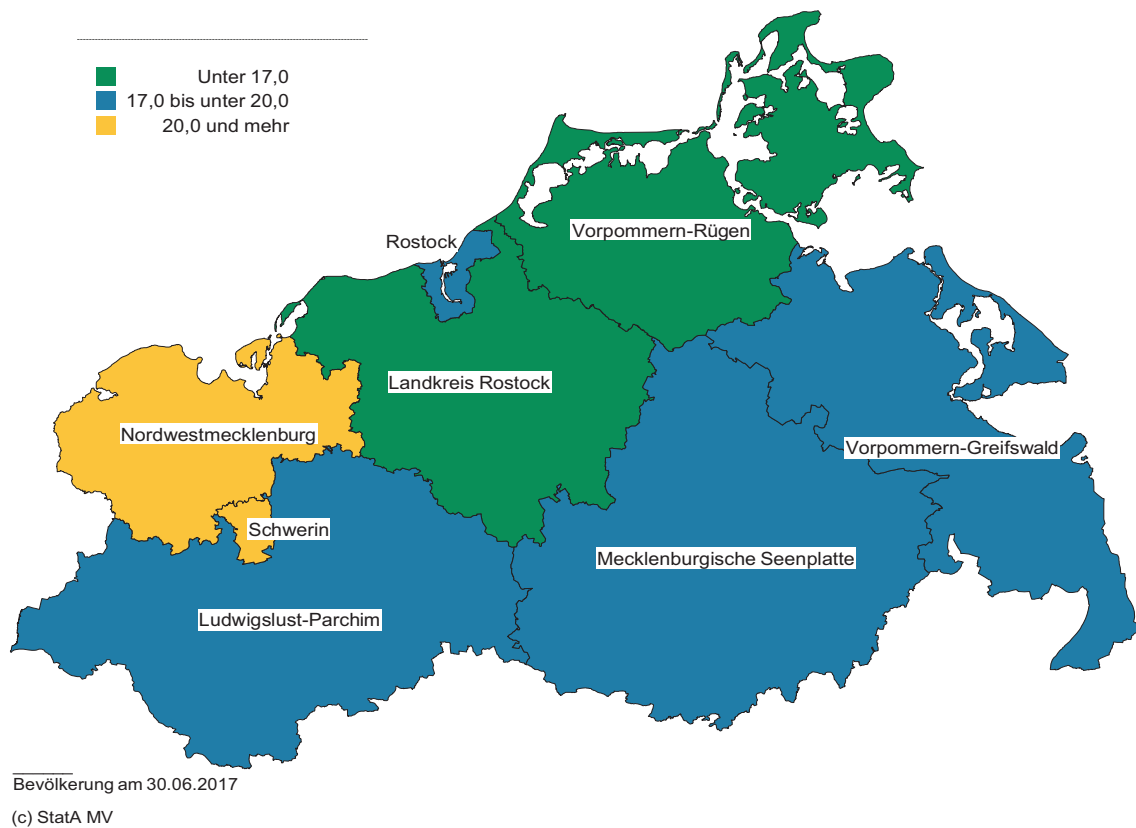 Unter 17,0
17,0 bis unter 20,0
20,0 und mehr
Vorpommern-Rügen
Rostock
Landkreis Rostock
Nordwestmecklenburg
Vorpommern-Greifswald
Schwerin
Mecklenburgische Seenplatte
Ludwigslust-Parchim
Bevölkerung am 30.06.2017
(c) StatA MV